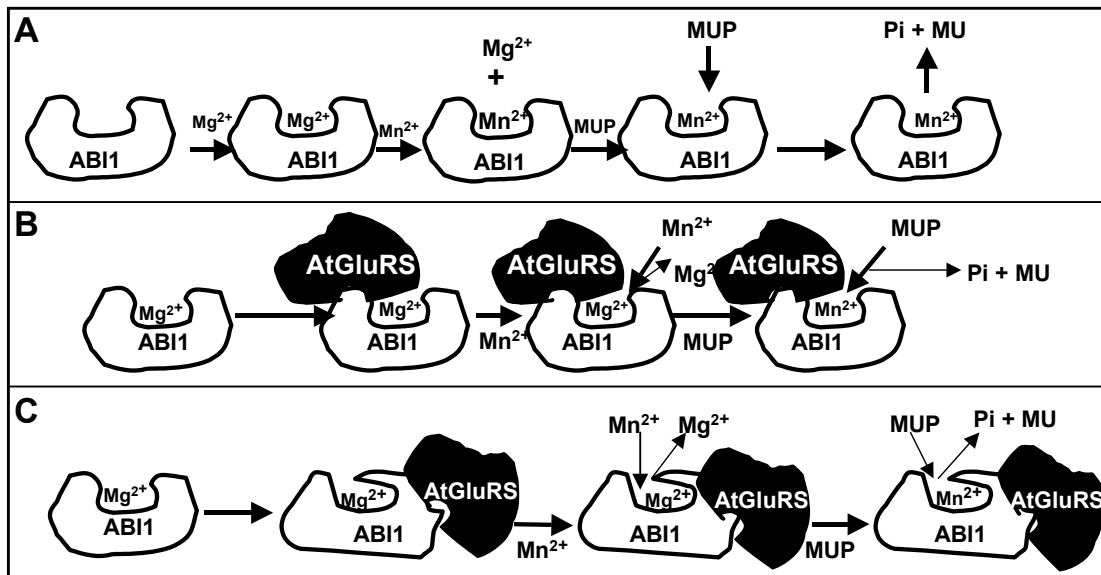 A
Mg²⁺
+
MUP
Pi + MU
Mg²⁺
Mg²⁺
Mn²⁺
Mn²⁺
MUP
Mn²⁺
Mn²⁺
ABI1
ABI1
ABI1
ABI1
ABI1
B
AtGluRS
AtGluRS
Mn²⁺
Mg²
AtGluRS
MUP
Pi + MU
Mg²⁺
Mg²⁺
Mg²⁺
Mn²⁺
ABI1
ABI1
Mn²⁺
ABI1
MUP
ABI1
C
Mn²⁺
Mg²⁺
MUP
Pi + MU
Mg²⁺
Mg²⁺
AtGluRS
Mg²⁺
AtGluRS
Mn²⁺
AtGluRS
ABI1
ABI1
Mn²⁺
ABI1
MUP
ABI1